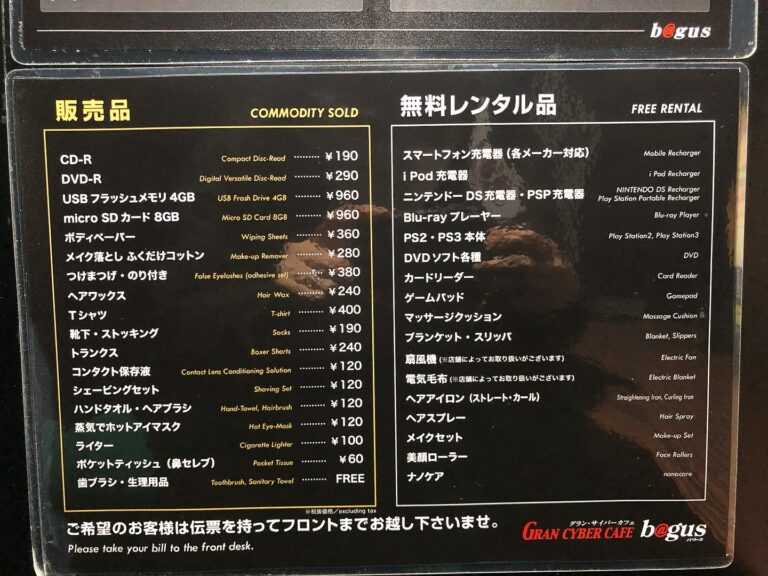 b@gus
販売品 COMMODITY SOLD
CD-R Compact Disc-Read ········· ¥190
DVD-R Digital Versatile Disc-Read ········· ¥290
USBフラッシュメモリ 4GB USB Frash Drive 4GB ········· ¥960
micro SDカード 8GB Micro SD Card 8GB ········· ¥960
ボディペーパー Wiping Sheets ········· ¥360
メイク落とし ふくだけコットン Make-up Remover ········· ¥280
つけまつげ・のり付き False Eyelashes (adhesive set) ········· ¥380
ヘアワックス Hair Wax ········· ¥240
Tシャツ T-shirt ········· ¥400
靴下・ストッキング Socks ········· ¥190
トランクス Boxer Shorts ········· ¥240
コンタクト保存液 Contact Lens Conditioning Solution ········· ¥120
シェービングセット Shaving Set ········· ¥120
ハンドタオル・ヘアブラシ Hand-Towel, Hairbrush ········· ¥120
蒸気でホットアイマスク Hot Eye-Mask ········· ¥120
ライター Cigarette Lighter ········· ¥100
ポケットティッシュ(鼻セレブ) Pocket Tissue ········· ¥60
歯ブラシ・生理用品 Toothbrush, Sanitary Towel ········· FREE
※税抜価格/excluding tax
無料レンタル品 FREE RENTAL
スマートフォン充電器(各メーカー対応) Mobile Recharger
i Pod 充電器 i Pod Recharger
ニンテンドーDS充電器・PSP充電器 NINTENDO DS Recharger
Play Station Portable Recharger
Blu-ray プレーヤー Blu-ray Player
PS2・PS3 本体 Play Station2, Play Station3
DVDソフト各種 DVD
カードリーダー Card Reader
ゲームパッド Gamepad
マッサージクッション Massage Cushion
ブランケット・スリッパ Blanket, Slippers
扇風機(※店舗によってお取り扱いがございます) Electric Fan
電気毛布(※店舗によってお取り扱いがございます) Electric Blanket
ヘアアイロン(ストレート・カール) Straightening Iron, Curling Iron
ヘアスプレー Hair Spray
メイクセット Make-up Set
美顔ローラー Face Rollers
ナノケア nanocare
ご希望のお客様は伝票を持ってフロントまでお越し下さいませ。
Please take your bill to the front desk.
グラン・サイバーカフェ
GRAN CYBER CAFE b@gus
バグース